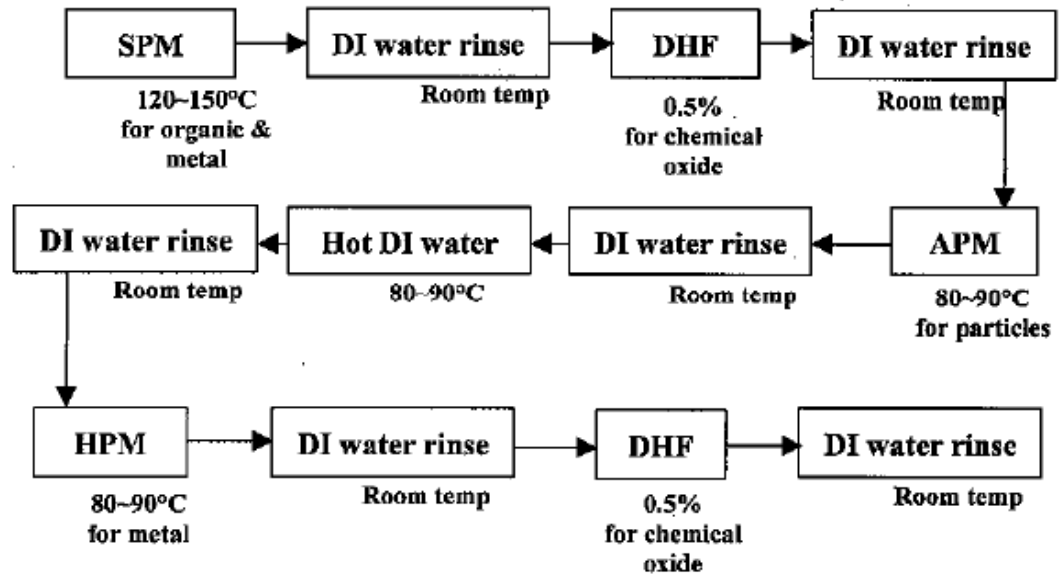 SPM
DI water rinse
DHF
DI water rinse
120~150°C
for organic &
metal
Room temp
0.5%
for chemical
oxide
Room temp
DI water rinse
Hot DI water
DI water rinse
APM
Room temp
80~90°C
Room temp
80~90°C
for particles
HPM
DI water rinse
DHF
DI water rinse
80~90°C
for metal
Room temp
0.5%
for chemical
oxide
Room temp